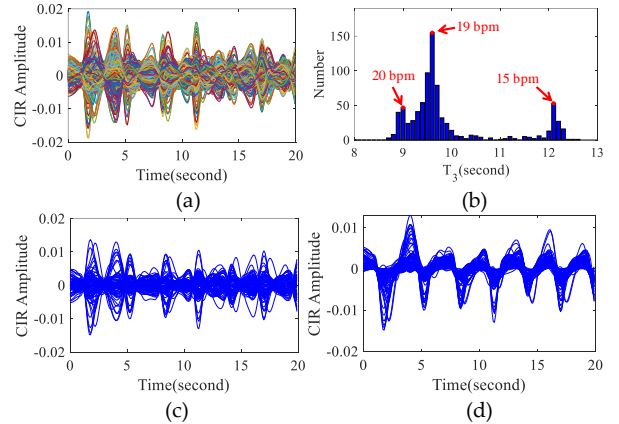 0.02
0.01
0
-0.01
-0.02
CIR Amplitude
0 5 10 15 20
Time(second)
(a)
19 bpm
20 bpm
15 bpm
150
100
50
0
Number
8 9 10 11 12 13
T3(second)
(b)
0.02
0.01
0
-0.01
-0.02
CIR Amplitude
0 5 10 15 20
Time(second)
(c)
0.01
0
-0.01
0.02
CIR Amplitude
0 5 10 15 20
Time(second)
(d)